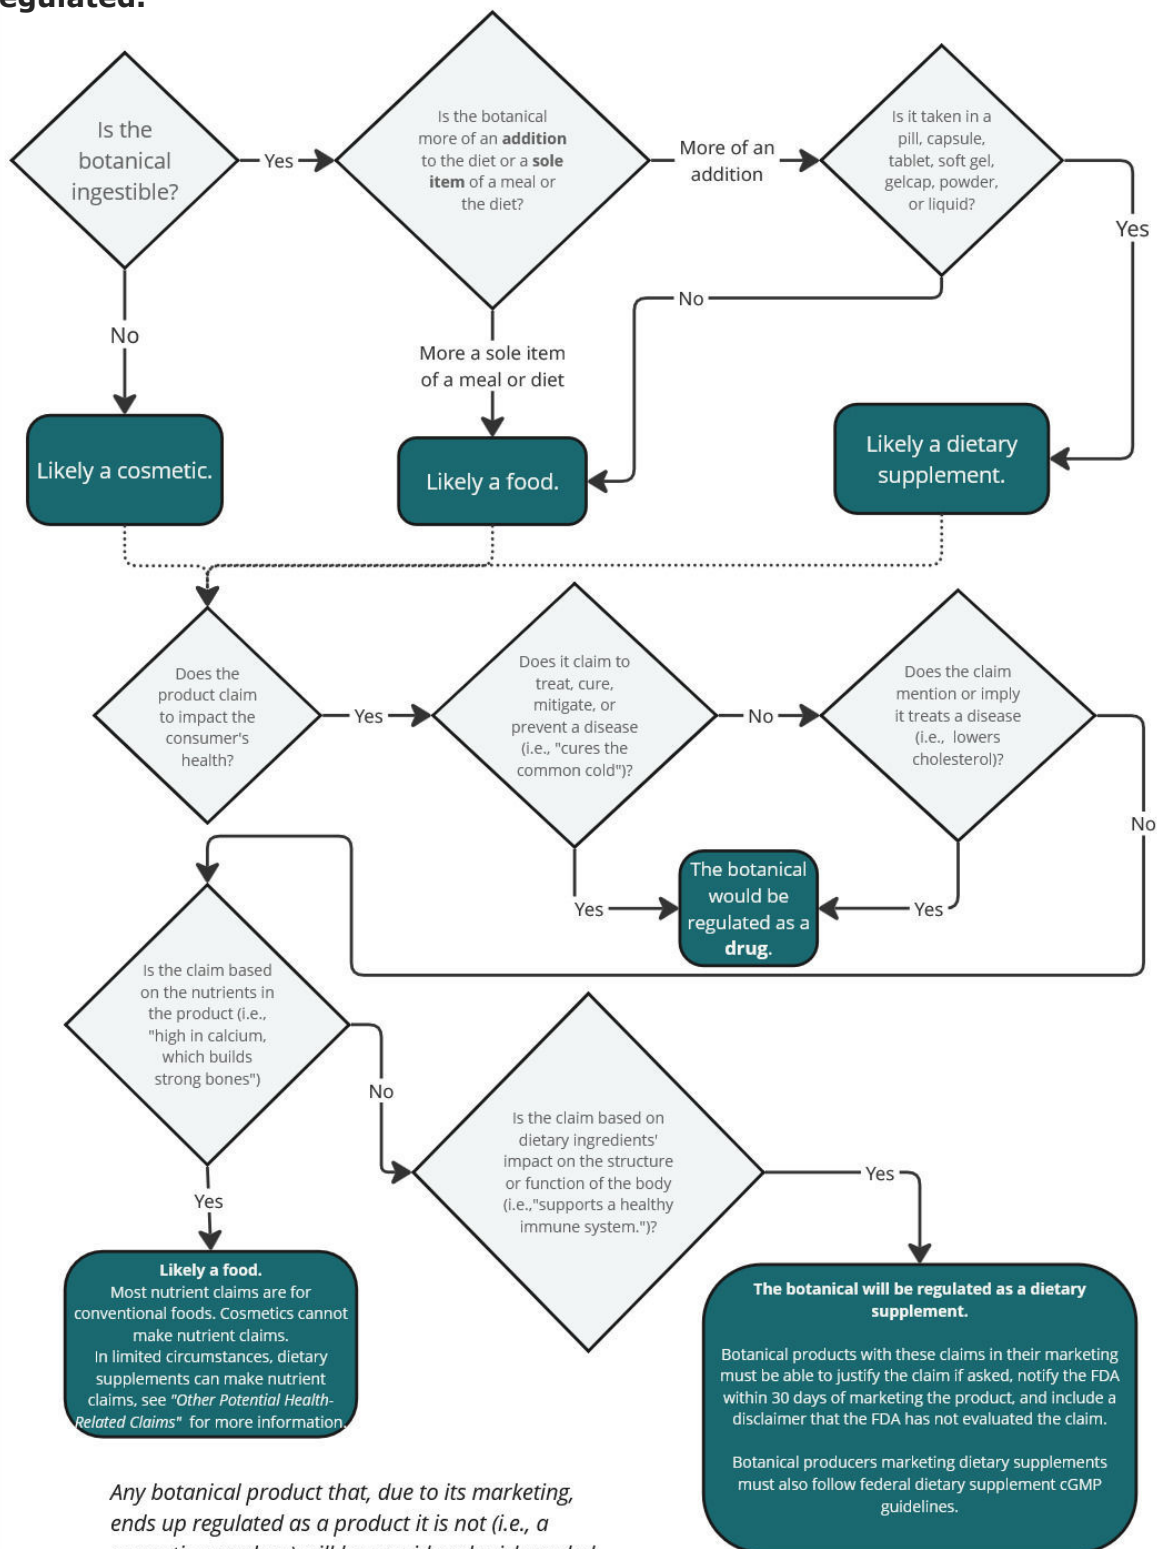 regulated.
Is the
botanical
ingestible?
Yes
Is the botanical
more of an addition
to the diet or a sole
item of a meal or
the diet?
More of an
addition
Is it taken in a
pill, capsule,
tablet, soft gel,
gelcap, powder,
or liquid?
Yes
No
No
More a sole item
of a meal or diet
Likely a cosmetic.
Likely a food.
Likely a dietary
supplement.
Does the
product claim
to impact the
consumer's
health?
Yes
Does it claim to
treat, cure,
mitigate, or
prevent a disease
(i.e., "cures the
common cold")?
No
Does the claim
mention or imply
it treats a disease
(i.e., lowers
cholesterol)?
No
Yes
The botanical
would be
regulated as a
drug.
Yes
Is the claim based
on the nutrients in
the product (i.e.,
"high in calcium,
which builds
strong bones")
No
Is the claim based on
dietary ingredients'
impact on the structure
or function of the body
(i.e.,"supports a healthy
immune system.")?
Yes
Yes
Likely a food.
Most nutrient claims are for
conventional foods. Cosmetics cannot
make nutrient claims.
In limited circumstances, dietary
supplements can make nutrient
claims, see "Other Potential Health-
Related Claims" for more information.
The botanical will be regulated as a dietary
supplement.
Botanical products with these claims in their marketing
must be able to justify the claim if asked, notify the FDA
within 30 days of marketing the product, and include a
disclaimer that the FDA has not evaluated the claim.
Botanical producers marketing dietary supplements
must also follow federal dietary supplement cGMP
guidelines.
Any botanical product that, due to its marketing,
ends up regulated as a product it is not (i.e., a